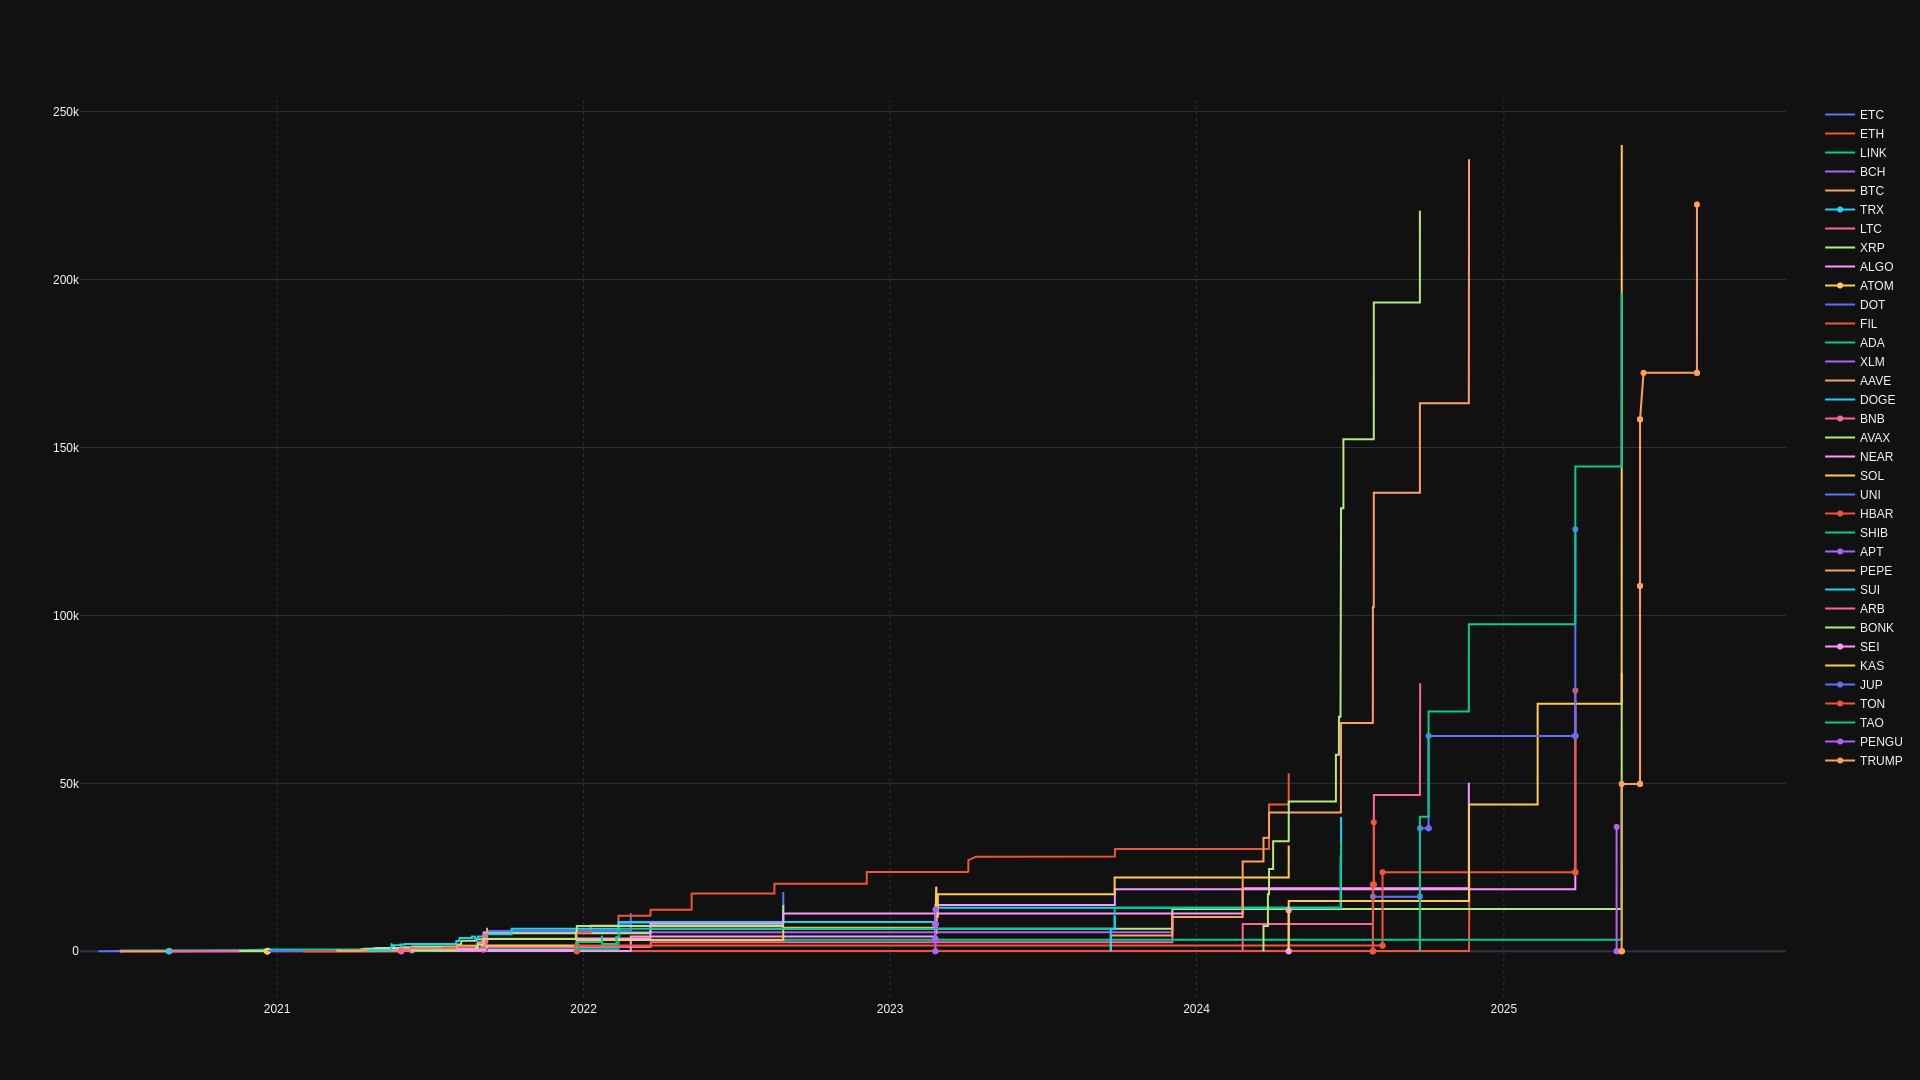 250k
200k
150k
100k
50k
0
2021
2022
2023
2024
2025
ETC
ETH
LINK
BCH
BTC
TRX
LTC
XRP
ALGO
ATOM
DOT
FIL
ADA
XLM
AAVE
DOGE
BNB
AVAX
NEAR
SOL
UNI
HBAR
SHIB
APT
PEPE
SUI
ARB
BONK
SEI
KAS
JUP
TON
TAO
PENGU
TRUMP